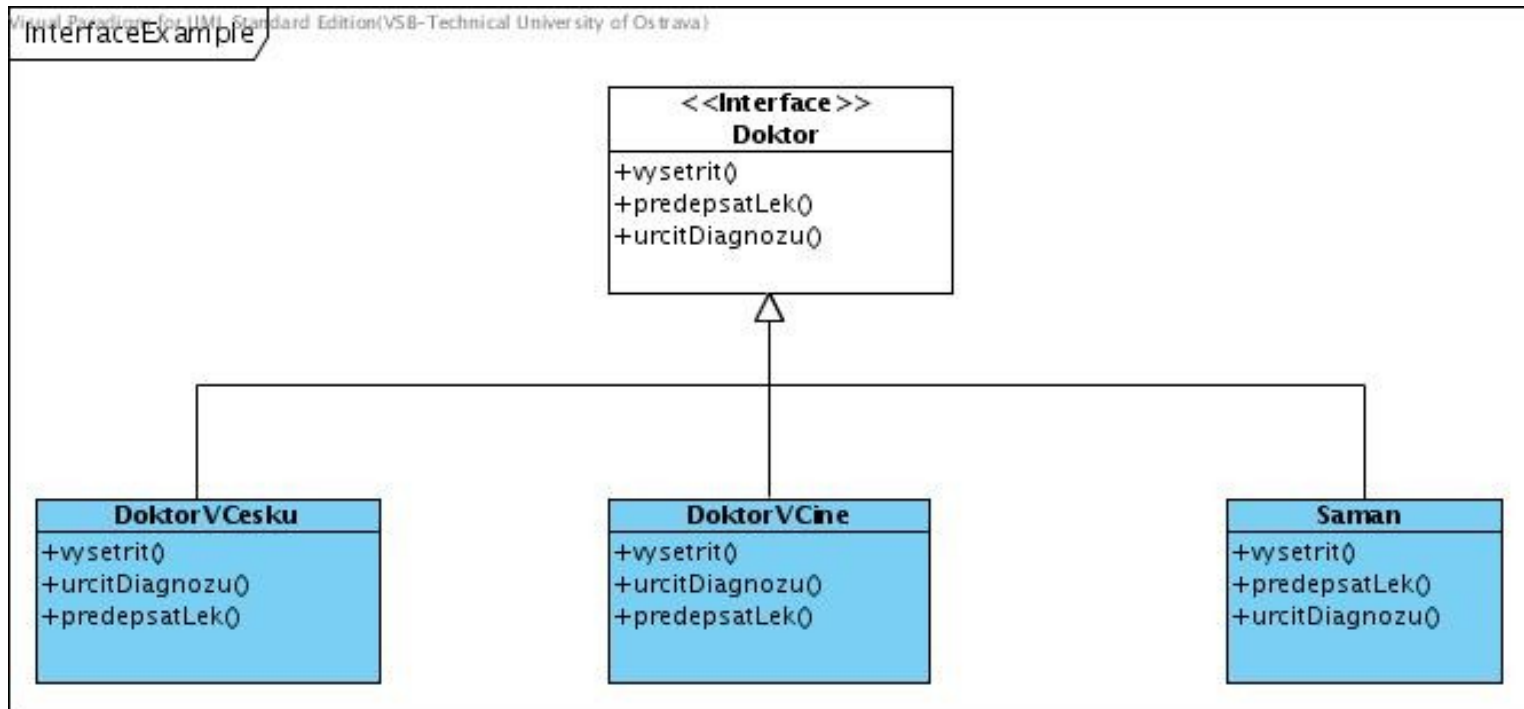 Visual Paradigm for UML Standard Edition(VSB-Technical University of Ostrava)
InterfaceExample
<<Interface>>
Doktor
+vysetrit()
+predepsatLek()
+urcitDiagnozu()
DoktorVCesku
+vysetrit()
+urcitDiagnozu()
+predepsatLek()
DoktorVCine
+vysetrit()
+urcitDiagnozu()
+predepsatLek()
Saman
+vysetrit()
+predepsatLek()
+urcitDiagnozu()